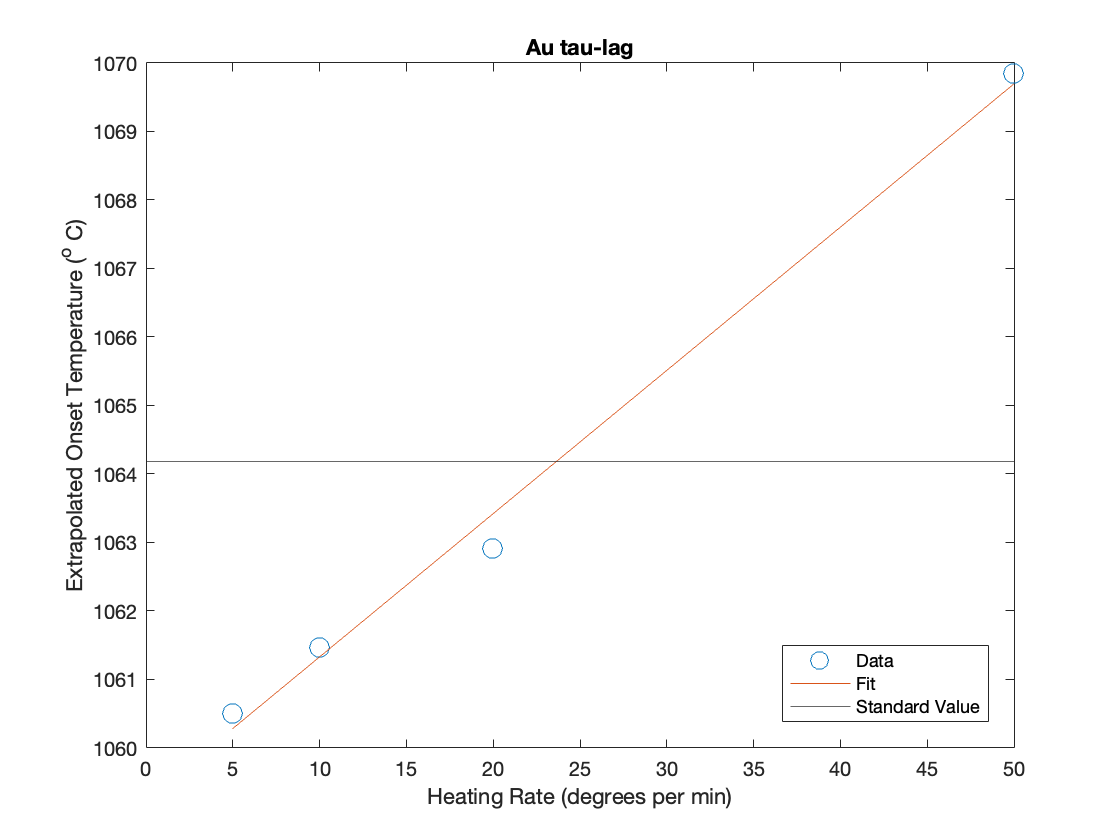 Au tau-lag
1070
1069
1068
1067
1066
1065
1064
1063
1062
1061
1060
Extrapolated Onset Temperature (o C)
0 5 10 15 20 25 30 35 40 45 50
Heating Rate (degrees per min)
Data
Fit
Standard Value